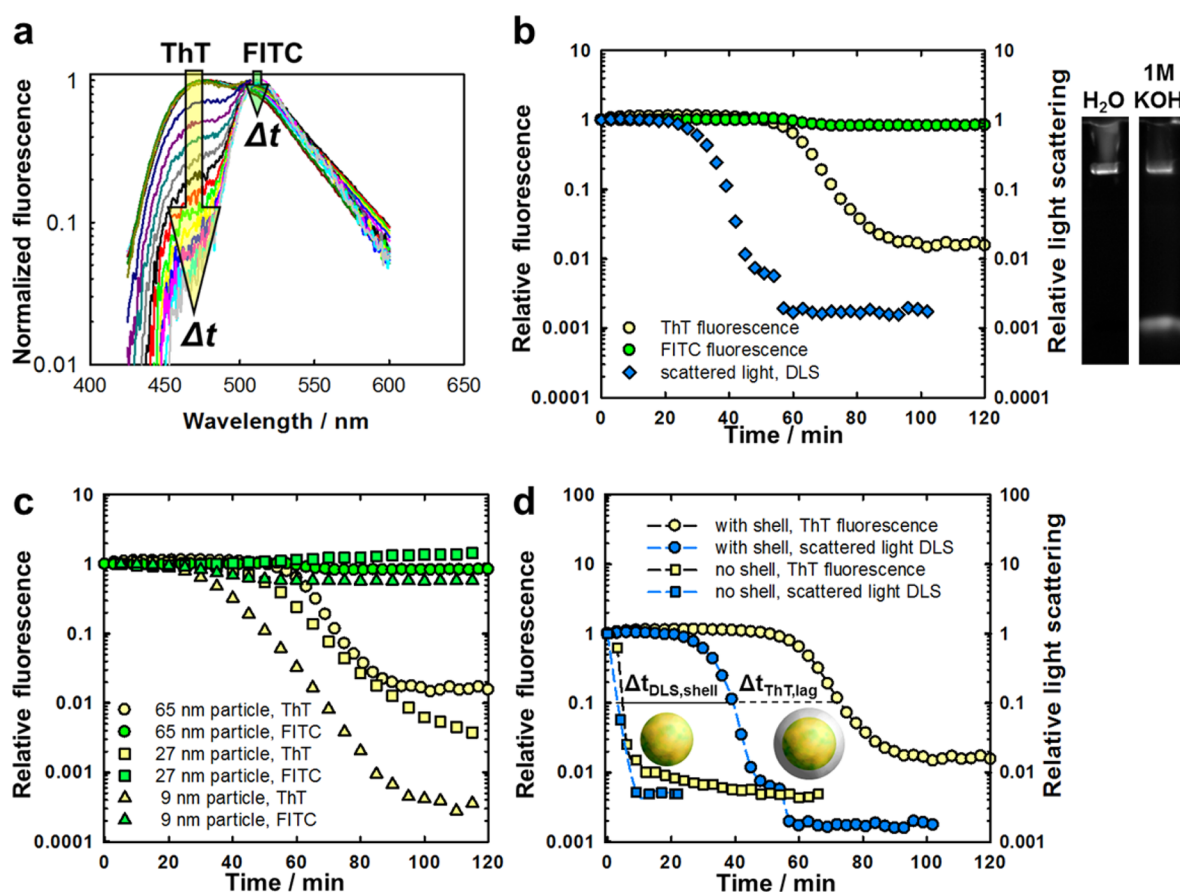 a
ThT FITC
Normalized fluorescence
1
0.1
0.01
Δt
Δt
400 450 500 550 600 650
Wavelength / nm
b
Relative fluorescence
10
1
0.1
0.01
0.001
0.0001
ThT fluorescence
FITC fluorescence
scattered light, DLS
10
1
0.1
0.01
0.001
0.0001
Relative light scattering
0 20 40 60 80 100 120
Time / min
H₂O
1M
KOH
c
Relative fluorescence
10
1
0.1
0.01
0.001
0.0001
65 nm particle, ThT
65 nm particle, FITC
27 nm particle, ThT
27 nm particle, FITC
9 nm particle, ThT
9 nm particle, FITC
0 20 40 60 80 100 120
Time / min
d
Relative fluorescence
100
10
1
0.1
0.01
0.001
with shell, ThT fluorescence
with shell, scattered light DLS
no shell, ThT fluorescence
no shell, scattered light DLS
ΔtDLS,shell ΔtThT,lag
100
10
1
0.1
0.01
0.001
Relative light scattering
0 20 40 60 80 100 120
Time / min